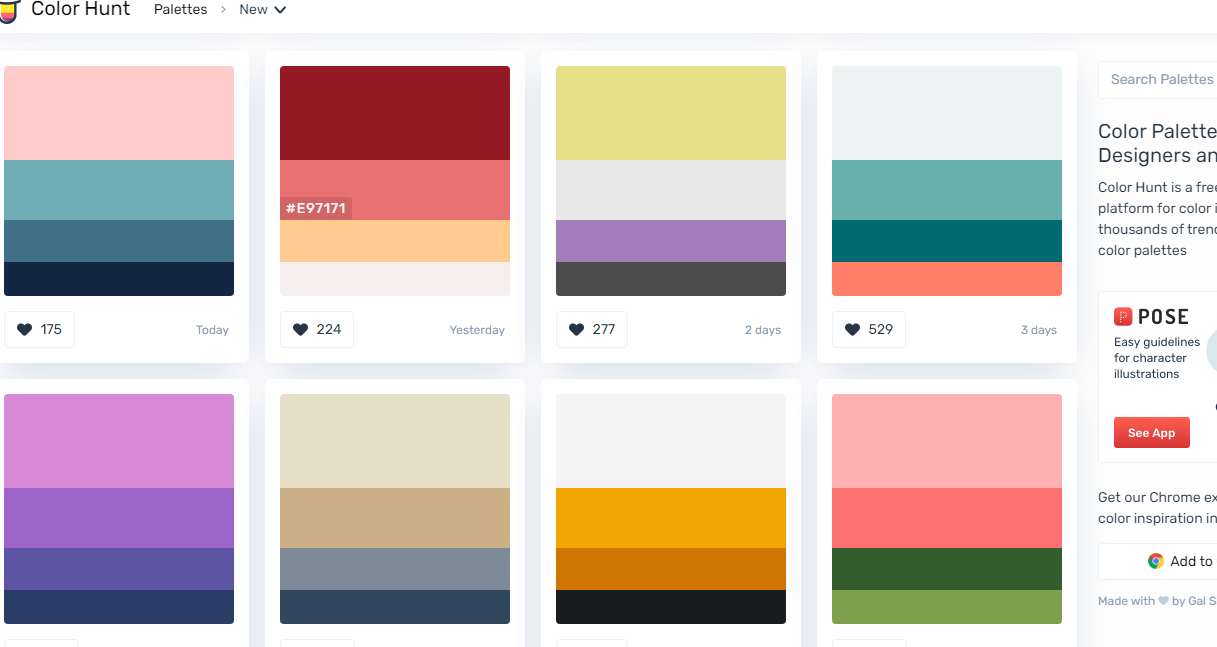 Color Hunt
Palettes > New
Search Palettes
#E97171
175 Today
224 Yesterday
277 2 days
529 3 days
Color Palette
Designers an
Color Hunt is a free
platform for color i
thousands of trend
color palettes
POSE
Easy guidelines
for character
illustrations
See App
Get our Chrome ex
color inspiration in
Add to
Made with by Gal S